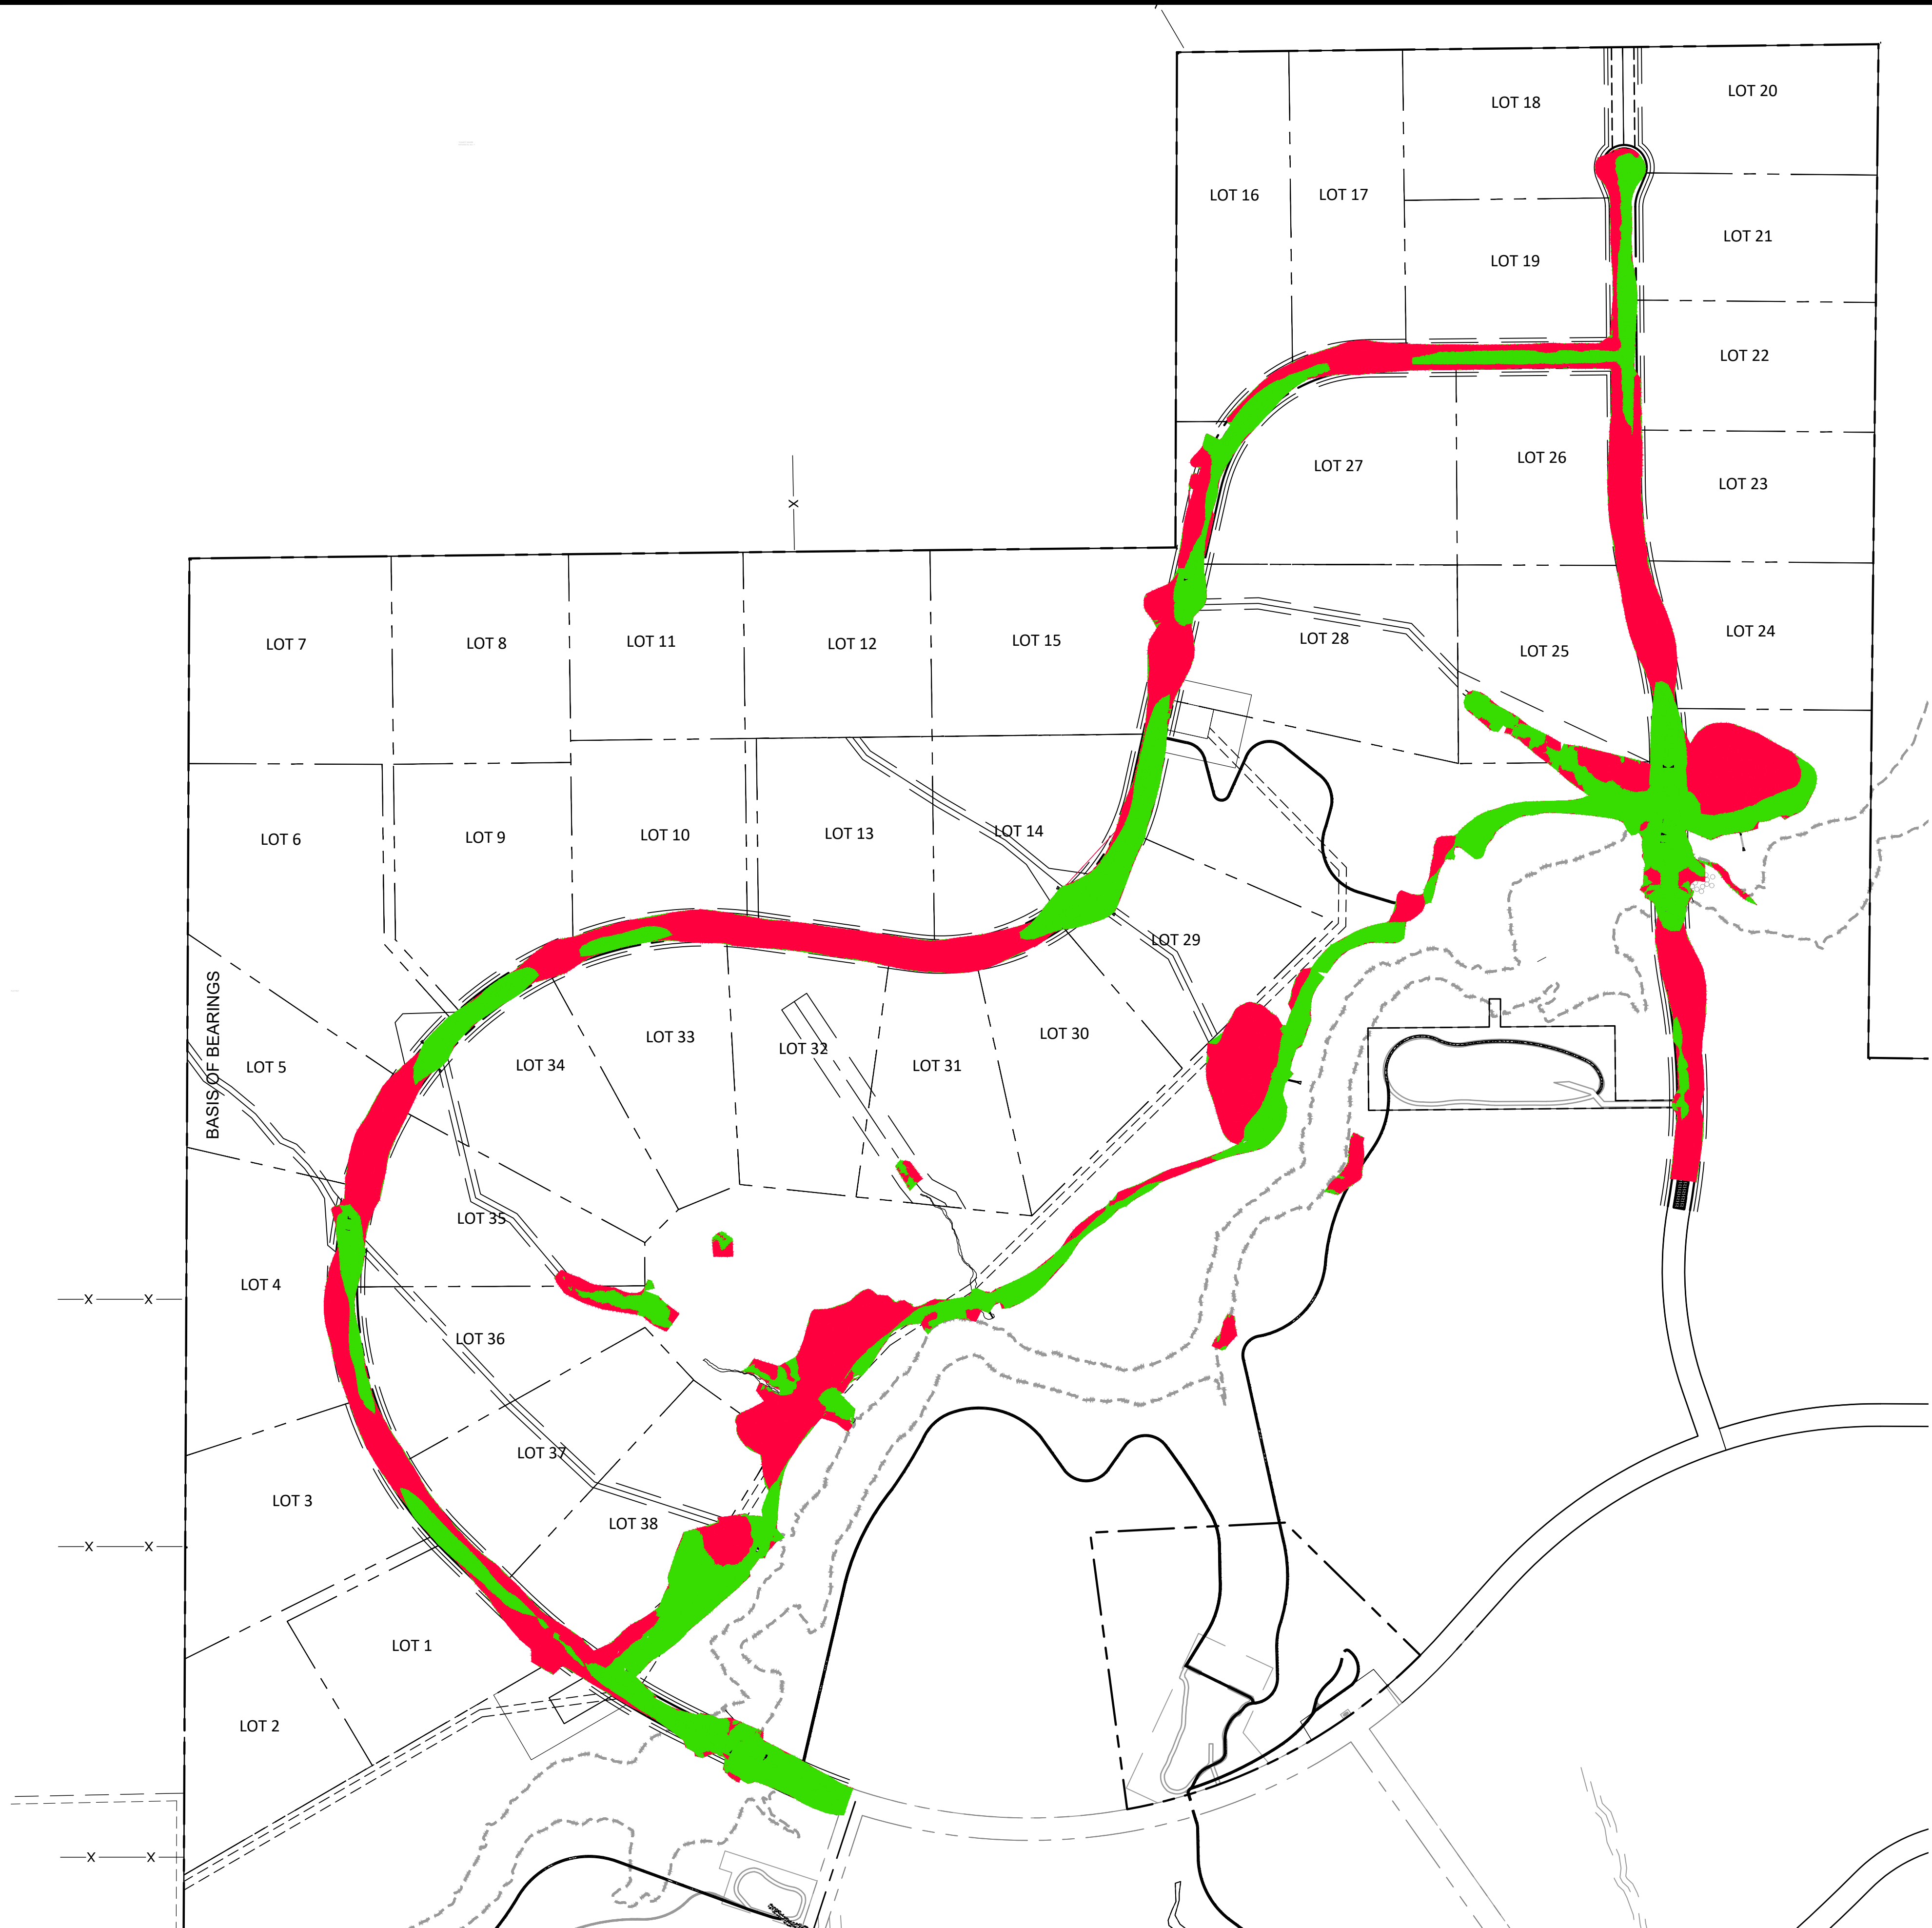 LOT 20
LOT 18
LOT 16
LOT 17
LOT 21
LOT 19
LOT 22
LOT 26
LOT 27
LOT 23
X
LOT 24
LOT 28
LOT 15
LOT 12
LOT 11
LOT 8
LOT 7
LOT 25
LOT 14
LOT 13
LOT 10
LOT 9
LOT 6
LOT 29
BASIS OF BEARINGS
LOT 30
LOT 33
LOT 32
LOT 31
LOT 34
LOT 5
LOT 35
LOT 4
X X
LOT 36
LOT 37
LOT 3
LOT 38
X X
LOT 1
LOT 2
X X